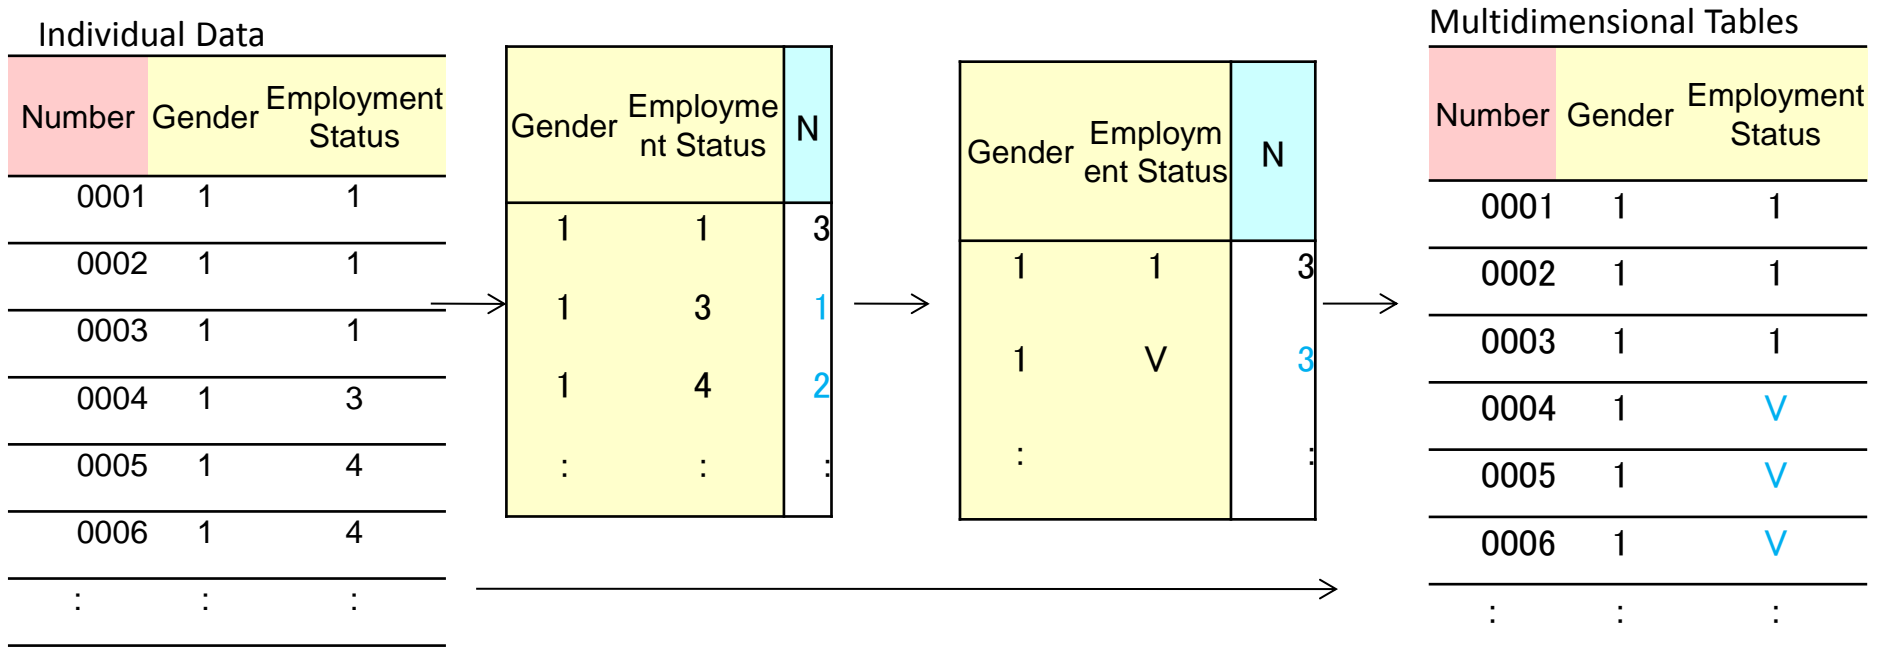 Individual Data
Number Gender Employment
Status
0001 1 1
0002 1 1
0003 1 1
0004 1 3
0005 1 4
0006 1 4
: : :
Gender Employme
nt Status N
1 1 3
1 3 1
1 4 2
: : :
Gender Employm
ent Status N
1 1 3
1 V 3
: :
Multidimensional Tables
Number Gender Employment
Status
0001 1 1
0002 1 1
0003 1 1
0004 1 V
0005 1 V
0006 1 V
: : :